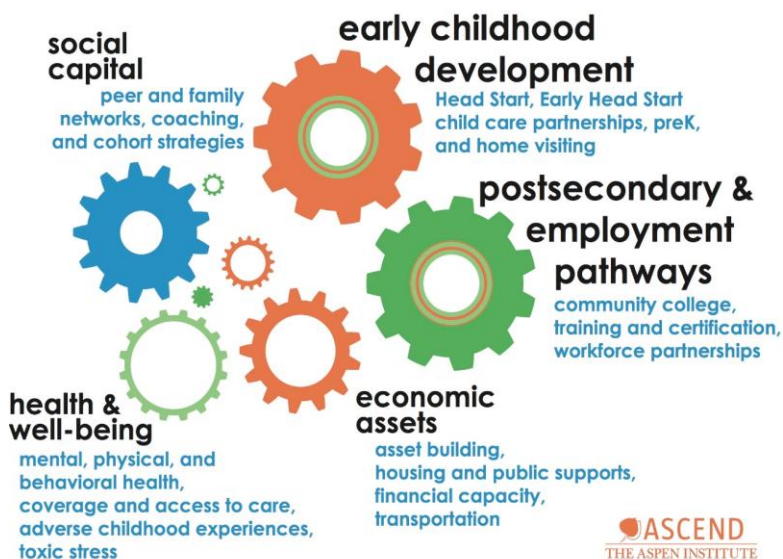 social
capital
peer and family
networks, coaching,
and cohort strategies
early childhood
development
Head Start, Early Head Start
child care partnerships, preK,
and home visiting
postsecondary &
employment
pathways
community college,
training and certification,
workforce partnerships
economic
assets
asset building,
housing and public supports,
financial capacity,
transportation
health &
well-being
mental, physical, and
behavioral health,
coverage and access to care,
adverse childhood experiences,
toxic stress
ASCEND
THE ASPEN INSTITUTE